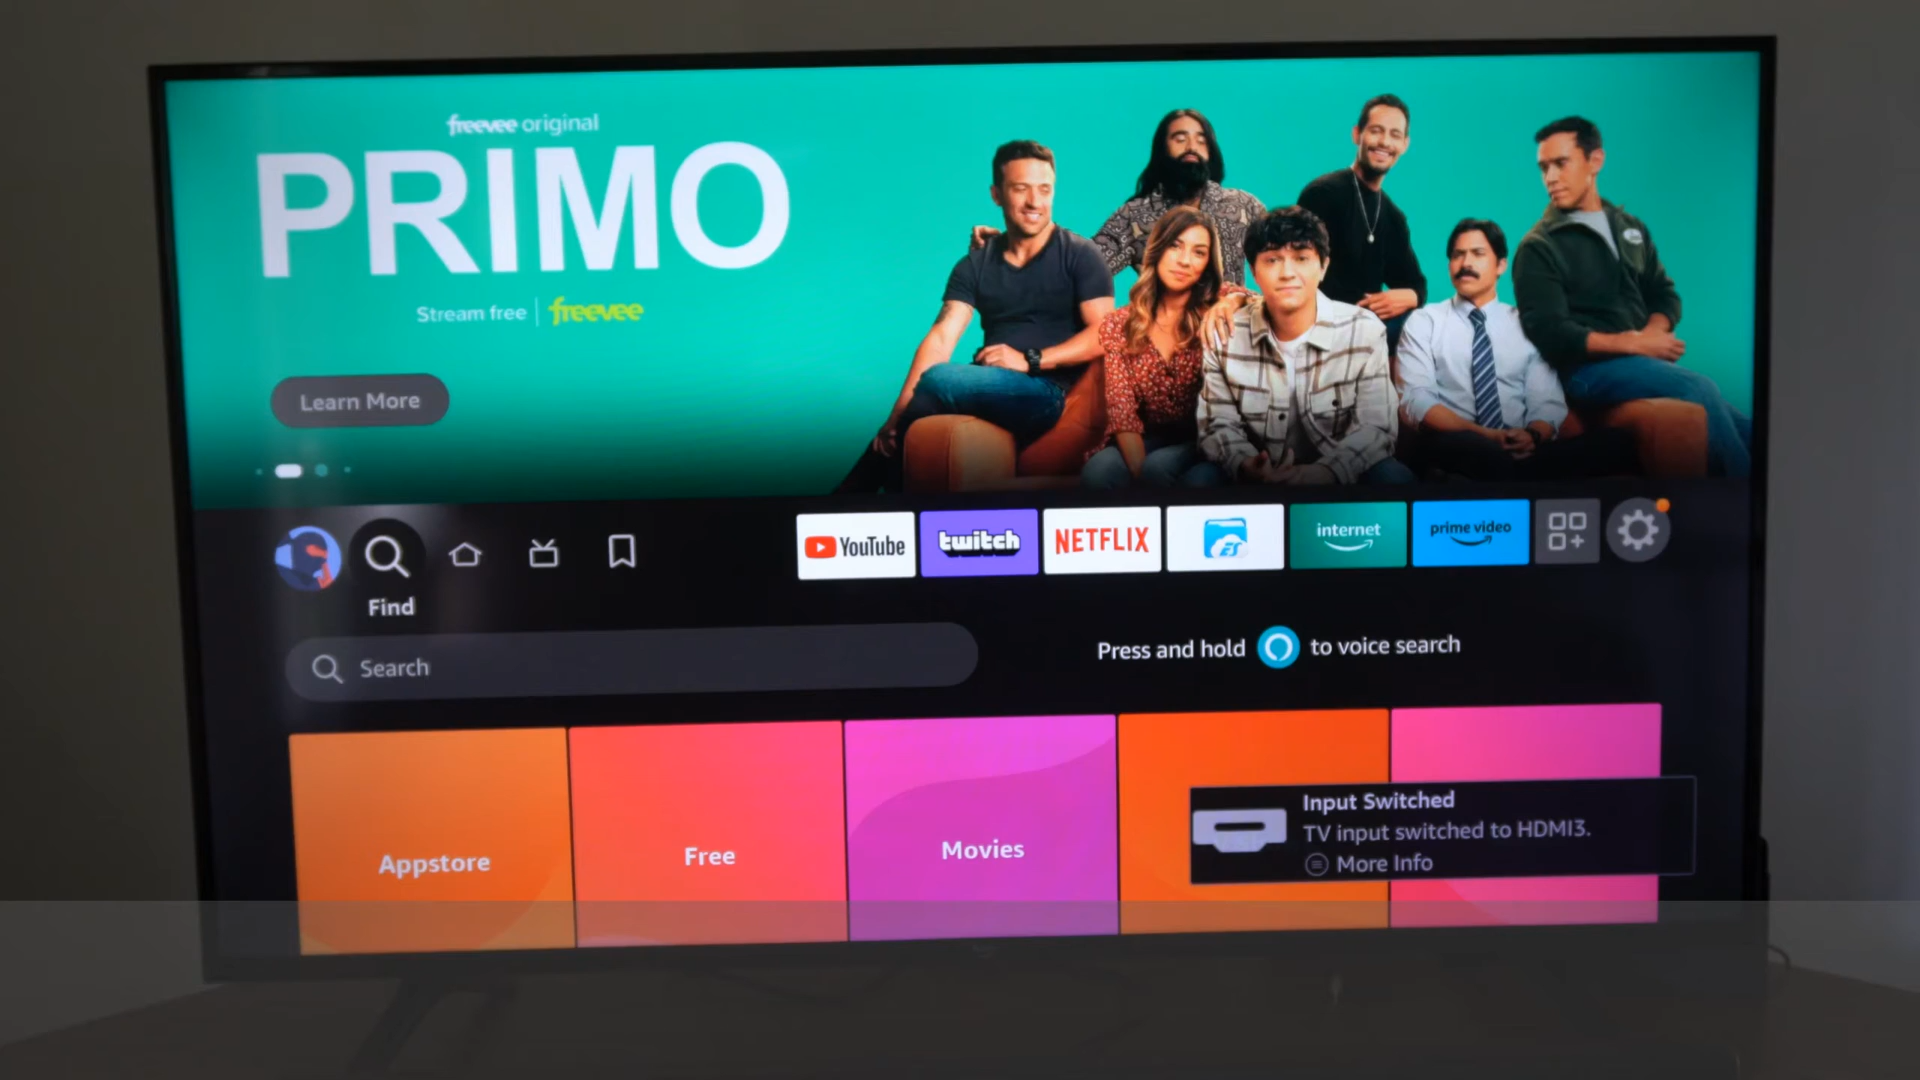 freevee original
PRIMO
Stream free | freevee
Learn More
YouTube
twitch
NETFLIX
ES
internet
prime video
Find
Search
Press and hold to voice search
Appstore
Free
Movies
Input Switched
TV input switched to HDMI3.
More Info